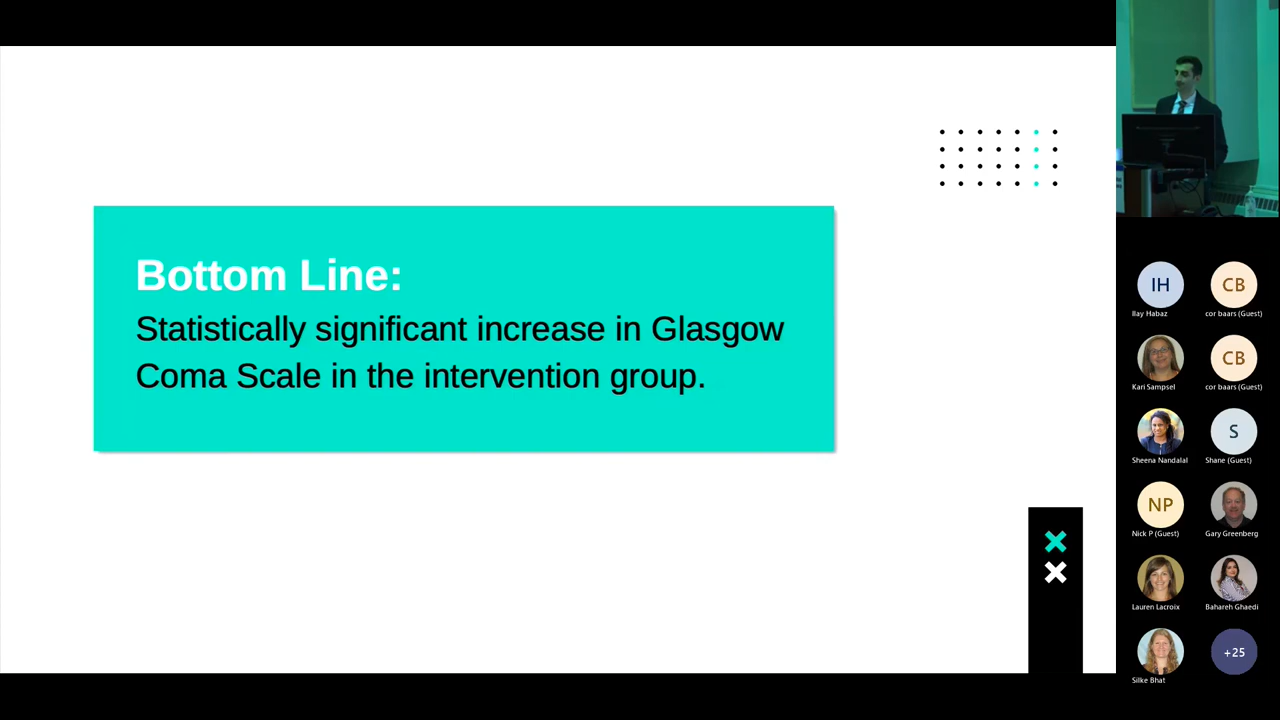 Bottom Line:
Statistically significant increase in Glasgow
Coma Scale in the intervention group.
IH
CB
Ilay Habaz
cor baars (Guest)
CB
Kari Sampsel
cor baars (Guest)
S
Sheena Nandalal
Shane (Guest)
NP
Nick P (Guest)
Gary Greenberg
Lauren Lacroix
Bahareh Ghaedi
+25
Silke Bhat